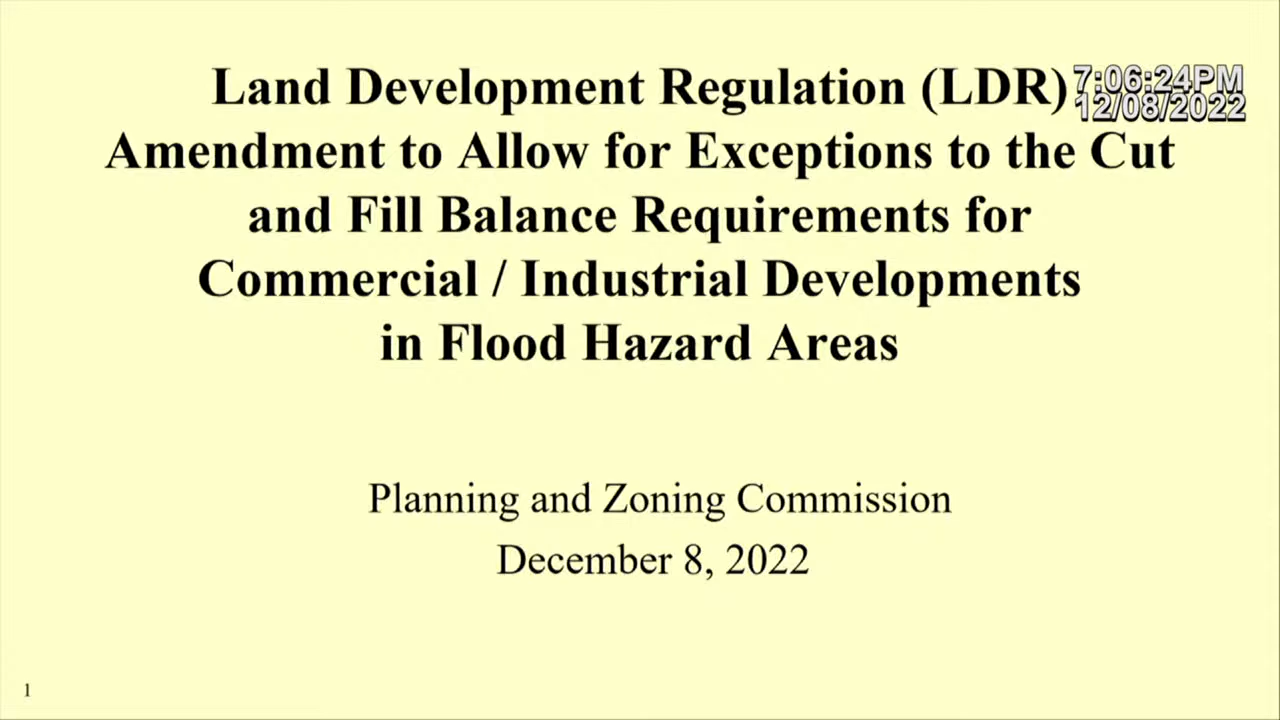 Land Development Regulation (LDR)
7:06:24PM
12/08/2022
Amendment to Allow for Exceptions to the Cut
and Fill Balance Requirements for
Commercial / Industrial Developments
in Flood Hazard Areas
Planning and Zoning Commission
December 8, 2022
1